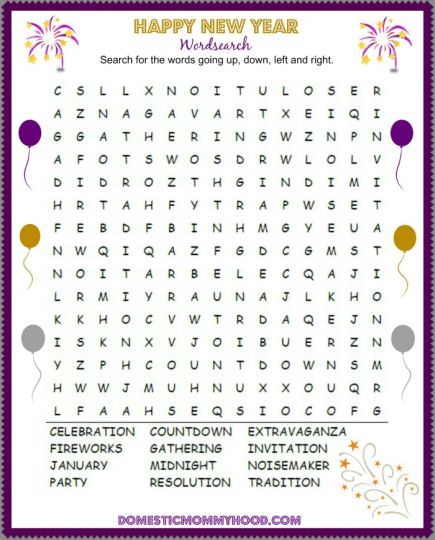 HAPPY NEW YEAR
Wordsearch
Search for the words going up, down, left and right.
C S L L X N O I T U L O S E R
A Z N A G A V A R T X E I Q I
G G A T H E R I N G W Z N P N
A F O T S W O S D R W L O L V
D I D R O Z T H G I N D I M I
H R T A H F Y T R A P W S E T
F E B D F B I N H M G Y E U A
N W Q I Q A Z F G D C G M S T
N O I T A R B E L E C Q A J I
L R M I Y R A U N A J L K H O
K K H O C V W T R D A Q E J N
I S K N X V J O I B U E R Z N
Y Z P H C O U N T D O W N S M
H W W J M U H N U X X O U Q R
L F A A H S E Q S I O C O F G
CELEBRATION COUNTDOWN EXTRAVAGANZA
FIREWORKS GATHERING INVITATION
JANUARY MIDNIGHT NOISEMAKER
PARTY RESOLUTION TRADITION
DOMESTICMOMMYHOOD.COM